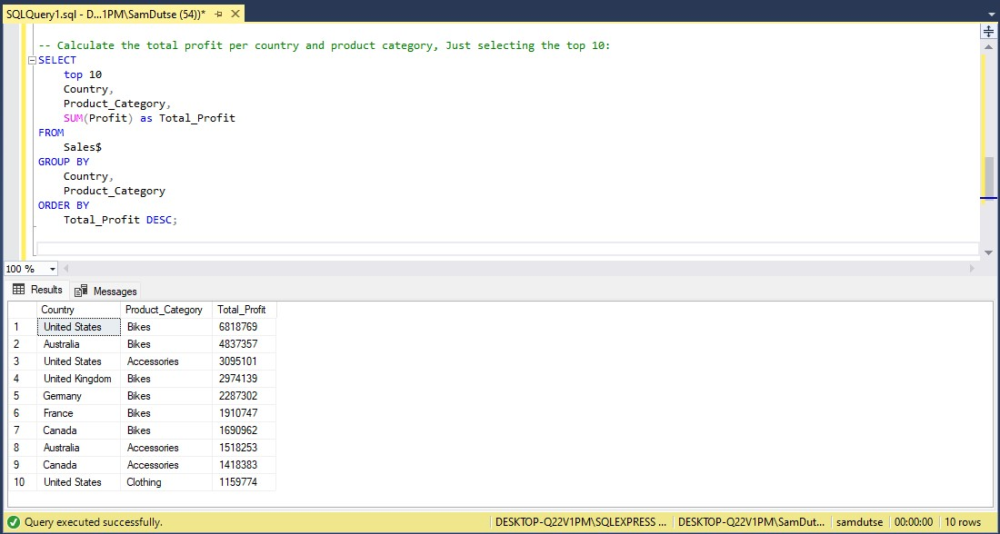 SQLQuery1.sql - D...1PM\SamDutse (54))*
-- Calculate the total profit per country and product category, Just selecting the top 10:
SELECT
top 10
Country,
Product_Category,
SUM(Profit) as Total_Profit
FROM
Sales$
GROUP BY
Country,
Product_Category
ORDER BY
Total_Profit DESC;
100 %
Results Messages
Country Product_Category Total_Profit
1 United States Bikes 6818769
2 Australia Bikes 4837357
3 United States Accessories 3095101
4 United Kingdom Bikes 2974139
5 Germany Bikes 2287302
6 France Bikes 1910747
7 Canada Bikes 1690962
8 Australia Accessories 1518253
9 Canada Accessories 1418383
10 United States Clothing 1159774
Query executed successfully. DESKTOP-Q22V1PM\SQLEXPRESS ... DESKTOP-Q22V1PM\SamDut... samdutse 00:00:00 10 rows